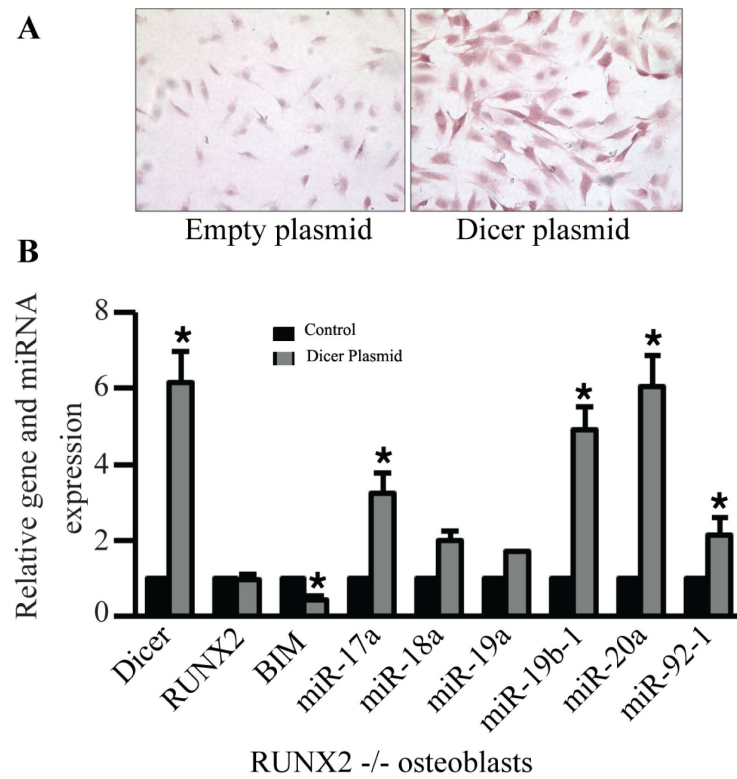 A
Empty plasmid
Dicer plasmid
B
Relative gene and miRNA
expression
8
6
4
2
0
Control
Dicer Plasmid
*
*
*
*
*
*
Dicer
RUNX2
BIM
miR-17a
miR-18a
miR-19a
miR-19b-1
miR-20a
miR-92-1
RUNX2 -/- osteoblasts